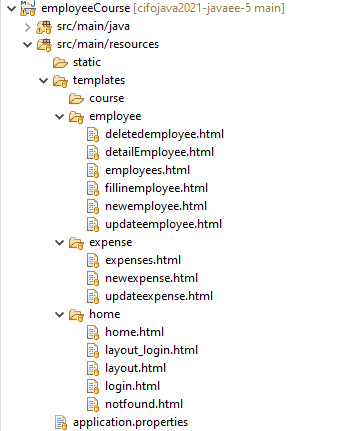 employeeCourse [cifojava2021-javaee-5 main]
src/main/java
src/main/resources
static
templates
course
employee
deletedemployee.html
detailEmployee.html
employees.html
fillinemployee.html
newemployee.html
updateemployee.html
expense
expenses.html
newexpense.html
updateexpense.html
home
home.html
layout_login.html
layout.html
login.html
notfound.html
application.properties